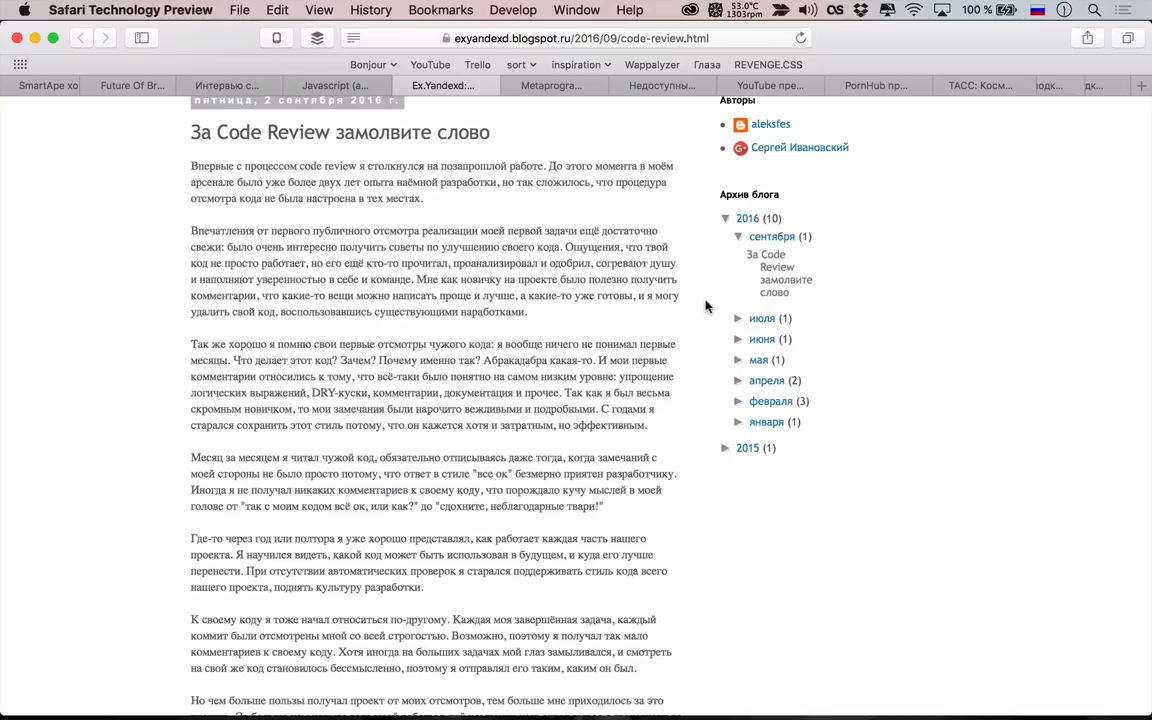 Safari Technology Preview File Edit View History Bookmarks Develop Window Help 53.0°C 1303rpm 100 %
exyandexd.blogspot.ru/2016/09/code-review.html
Bonjour YouTube Trello sort inspiration Wappalyzer Глаза REVENGE.CSS
SmartApe хо Future Of Br... Интервью с... Javascript (a... Ex.Yandexd:... Metaprogra... Недоступны... YouTube пре... PornHub пр... ТАСС: Косм... подк... дк...
пятница, 2 сентября 2016 г.
За Code Review замолвите слово
Впервые с процессом code review я столкнулся на позапрошлой работе. До этого момента в моём
арсенале было уже более двух лет опыта наёмной разработки, но так сложилось, что процедура
отсмотра кода не была настроена в тех местах.
Впечатления от первого публичного отсмотра реализации моей первой задачи ещё достаточно
свежи: было очень интересно получить советы по улучшению своего кода. Ощущения, что твой
код не просто работает, но его ещё кто-то прочитал, проанализировал и одобрил, согревают душу
и наполняют уверенностью в себе и команде. Мне как новичку на проекте было полезно получить
комментарии, что какие-то вещи можно написать проще и лучше, а какие-то уже готовы, и я могу
удалить свой код, воспользовавшись существующими наработками.
Так же хорошо я помню свои первые отсмотры чужого кода: я вообще ничего не понимал первые
месяцы. Что делает этот код? Зачем? Почему именно так? Абракадабра какая-то. И мои первые
комментарии относились к тому, что всё-таки было понятно на самом низким уровне: упрощение
логических выражений, DRY-куски, комментарии, документация и прочее. Так как я был весьма
скромным новичком, то мои замечания были нарочито вежливыми и подробными. С годами я
старался сохранить этот стиль потому, что он кажется хотя и затратным, но эффективным.
Месяц за месяцем я читал чужой код, обязательно отписываясь даже тогда, когда замечаний с
моей стороны не было просто потому, что ответ в стиле "все ок" безмерно приятен разработчику.
Иногда я не получал никаких комментариев к своему коду, что порождало кучу мыслей в моей
голове от "так с моим кодом всё ок, или как?" до "сдохните, неблагодарные твари!"
Где-то через год или полтора я уже хорошо представлял, как работает каждая часть нашего
проекта. Я научился видеть, какой код может быть использован в будущем, и куда его лучше
перенести. При отсутствии автоматических проверок я старался поддерживать стиль кода всего
нашего проекта, поднять культуру разработки.
К своему коду я тоже начал относиться по-другому. Каждая моя завершённая задача, каждый
коммит были отсмотрены мной со всей строгостью. Возможно, поэтому я получал так мало
комментариев к своему коду. Хотя иногда на больших задачах мой глаз замыливался, и смотреть
на свой же код становилось бессмысленно, поэтому я отправлял его таким, каким он был.
Но чем больше пользы получал проект от моих отсмотров, тем больше мне приходилось за это
Авторы
aleksfes
Сергей Ивановский
Архив блога
2016 (10)
сентября (1)
За Code
Review
замолвите
слово
июля (1)
июня (1)
мая (1)
апреля (2)
февраля (3)
января (1)
2015 (1)